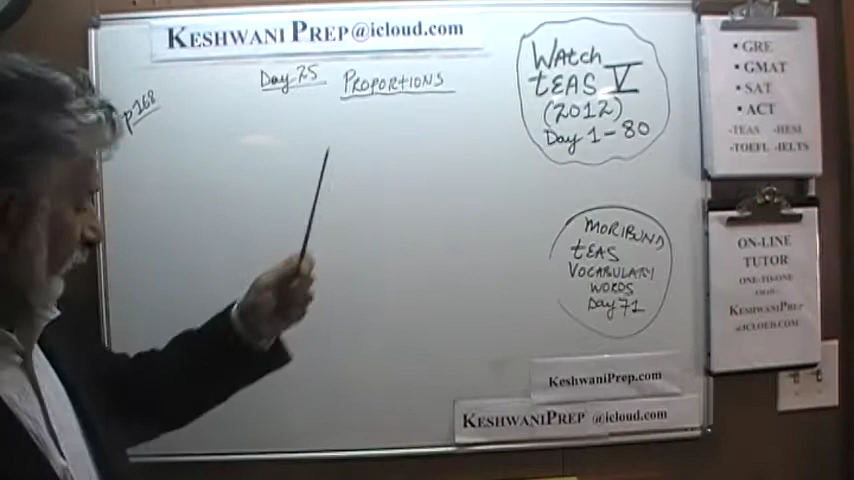 KESHWANI PREP@icloud.com
Day 25 PROPORTIONS
p 268
WAtch
tEAS V
(2012)
Day 1-80
MORIBUND
tEAS
VOCABULARY
WORDS
Day 71
• GRE
• GMAT
• SAT
• ACT
-TEAS -HESI
-TOEFL -IELTS
ON-LINE
TUTOR
ONE-TO-ONE
KESHWANIPREP
@ICLOUD.COM
KeshwaniPrep.com
KESHWANIPREP @icloud.com